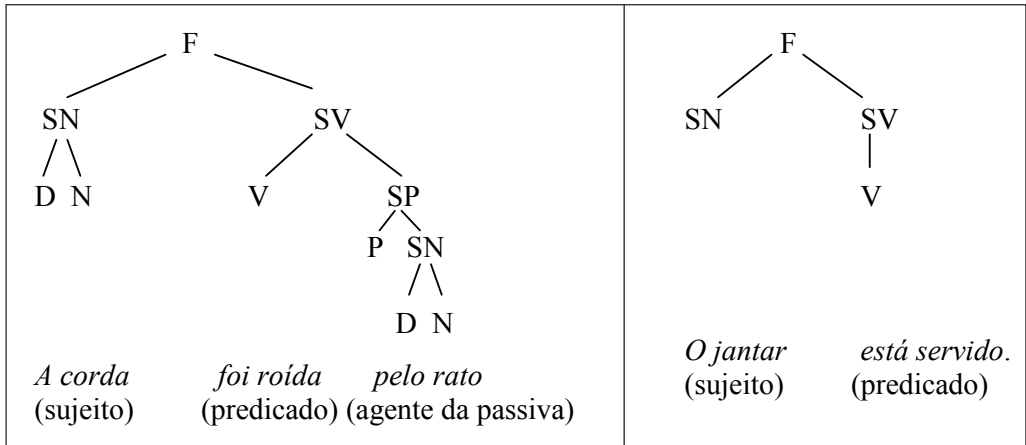 F
SN SV
D N V SP
P SN
D N
A corda foi roída pelo rato
(sujeito) (predicado) (agente da passiva)
F
SN SV
V
O jantar está servido.
(sujeito) (predicado)